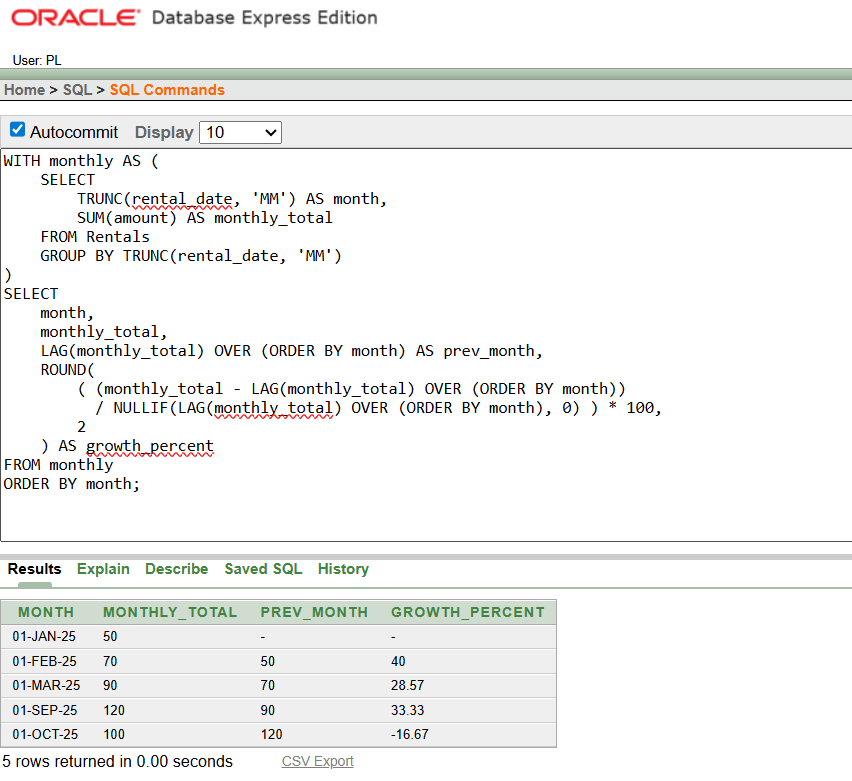 ORACLE Database Express Edition
User: PL
Home > SQL > SQL Commands
Autocommit Display 10
WITH monthly AS (
    SELECT
        TRUNC(rental_date, 'MM') AS month,
        SUM(amount) AS monthly_total
    FROM Rentals
    GROUP BY TRUNC(rental_date, 'MM')
)
SELECT
    month,
    monthly_total,
    LAG(monthly_total) OVER (ORDER BY month) AS prev_month,
    ROUND(
        ( (monthly_total - LAG(monthly_total) OVER (ORDER BY month))
          / NULLIF(LAG(monthly_total) OVER (ORDER BY month), 0) ) * 100,
        2
    ) AS growth_percent
FROM monthly
ORDER BY month;
Results Explain Describe Saved SQL History
MONTH MONTHLY_TOTAL PREV_MONTH GROWTH_PERCENT
01-JAN-25 50 - -
01-FEB-25 70 50 40
01-MAR-25 90 70 28.57
01-SEP-25 120 90 33.33
01-OCT-25 100 120 -16.67
5 rows returned in 0.00 seconds CSV Export